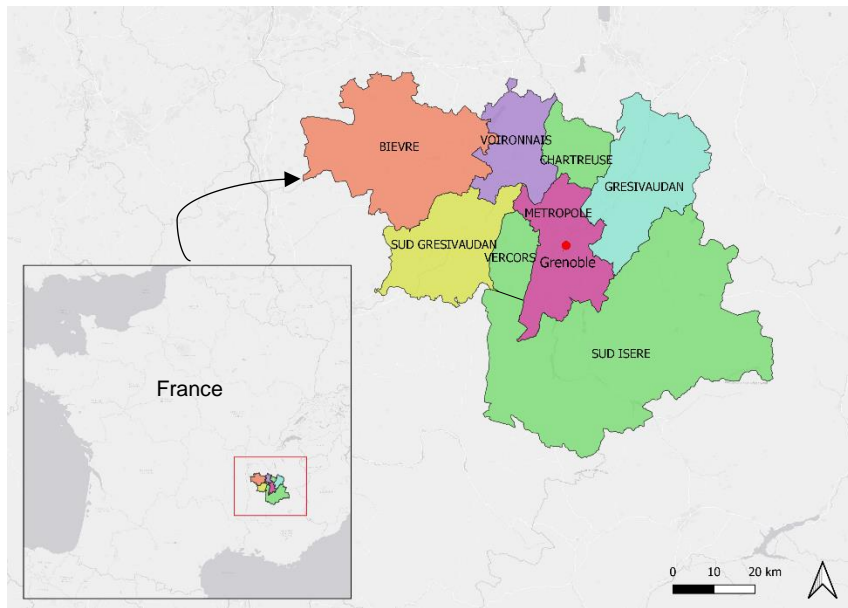 BIEVRE
VOIRONNAIS
CHARTREUSE
GRESIVAUDAN
METROPOLE
SUD GRESIVAUDAN
VERCORS
Grenoble
SUD ISERE
France
0 10 20 km